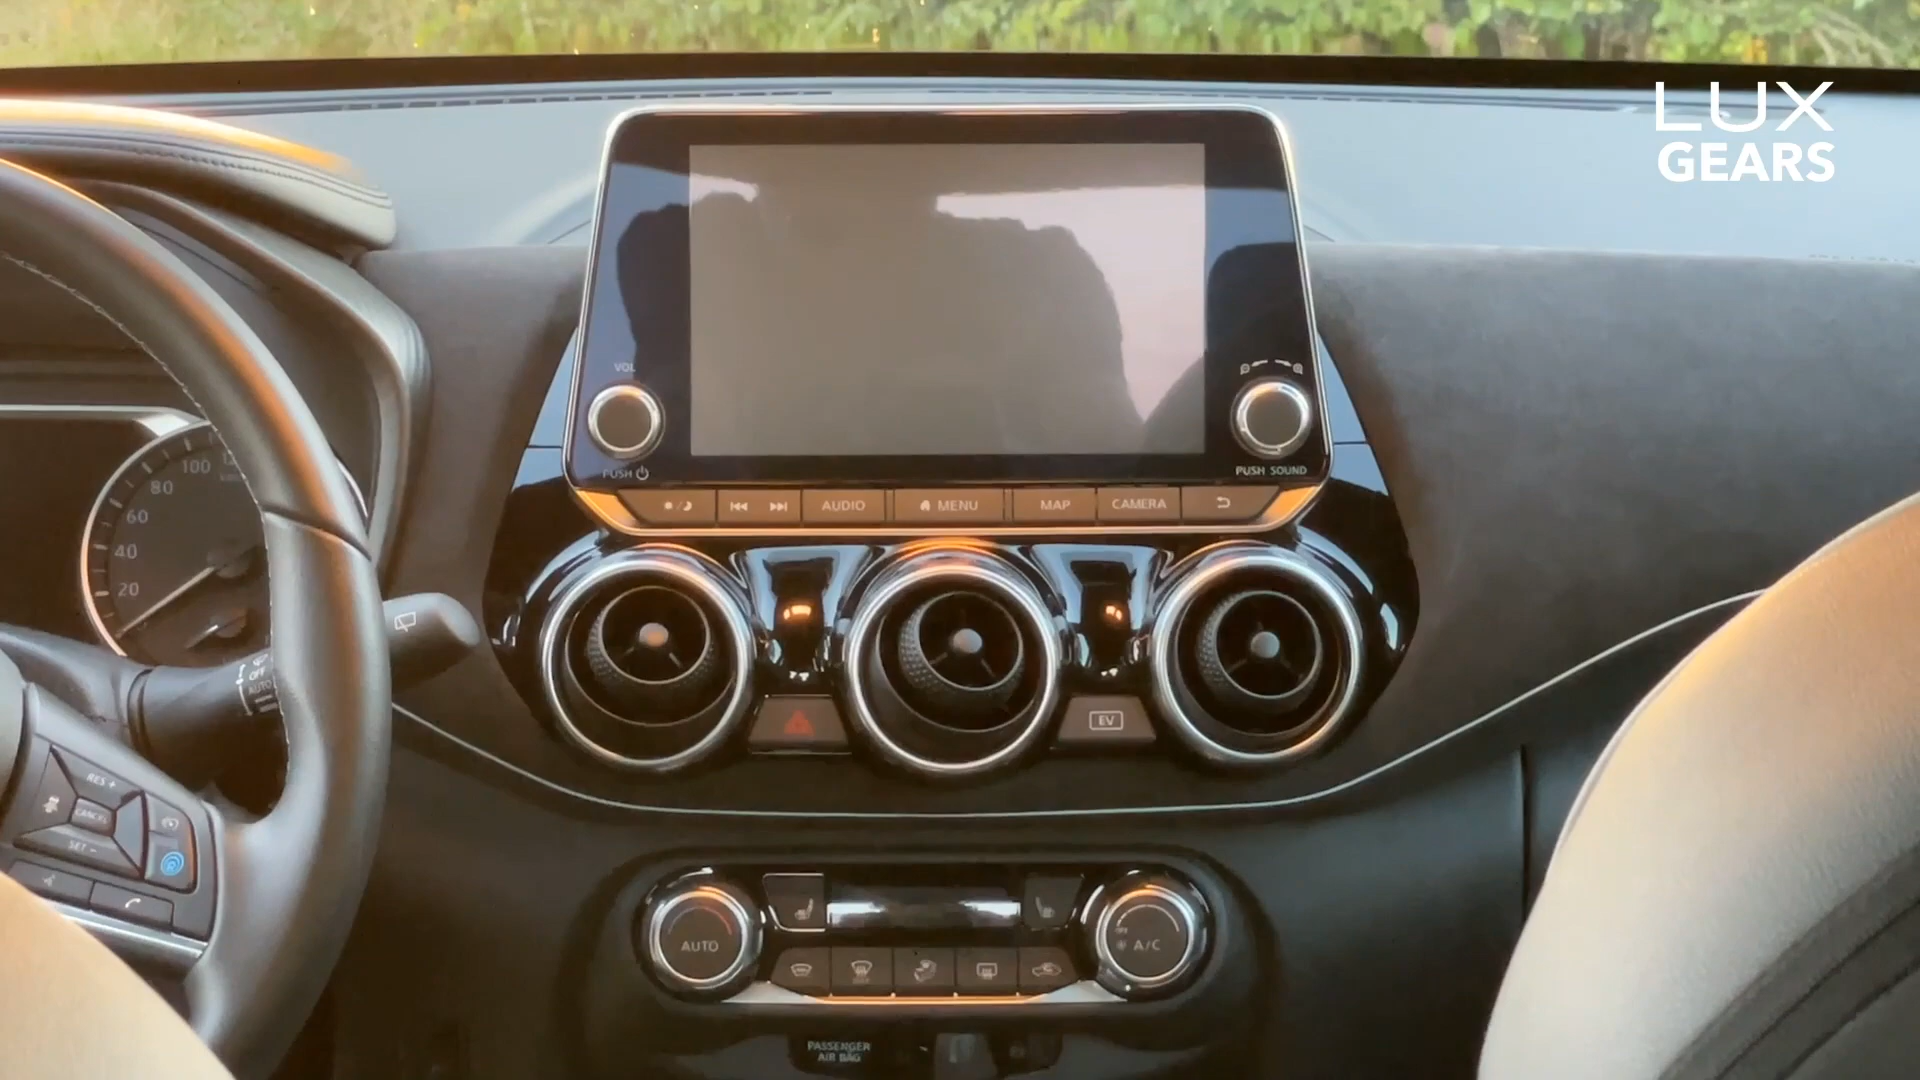 LUX
GEARS
VOL
PUSH
PUSH SOUND
AUDIO
MENU
MAP
CAMERA
100
80
60
40
20
OFF
AUTO
EV
RES +
CANCEL
SET -
AUTO
OFF
A/C
PASSENGER
AIR BAG